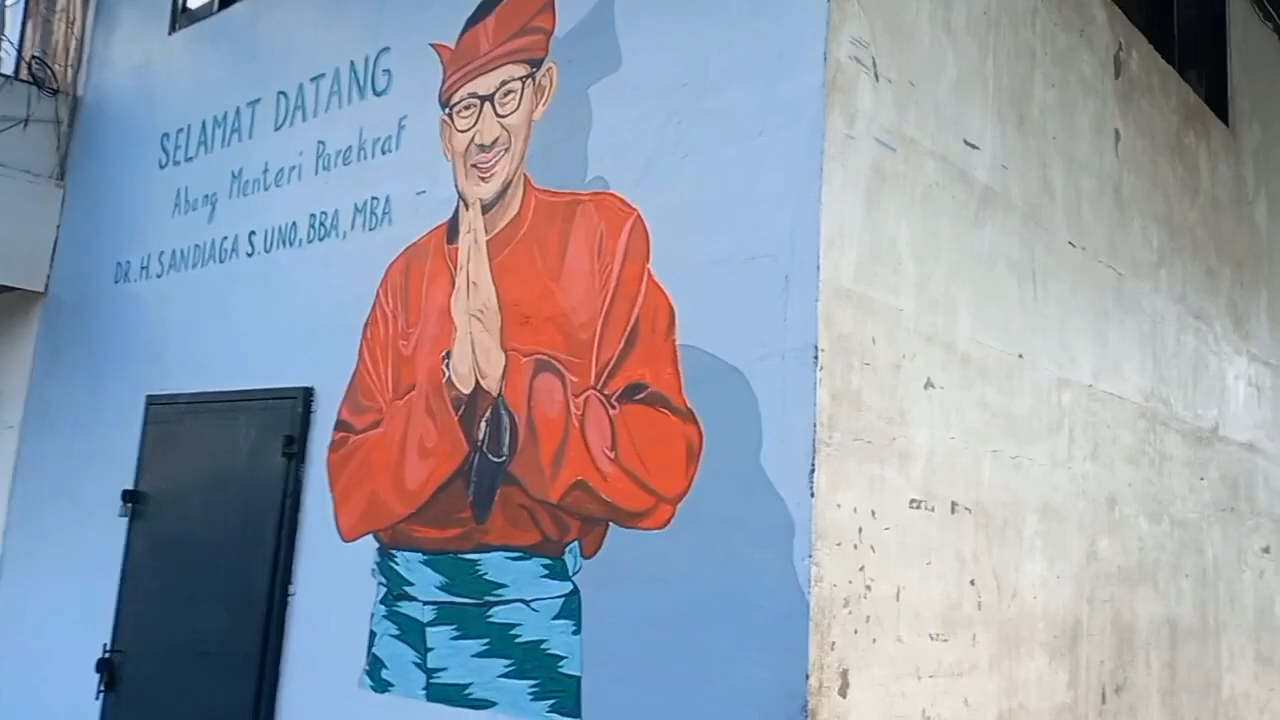 SELAMAT DATANG
Abang Menteri Parekraf
DR.H.SANDIAGA S.UNO, BBA, MBA